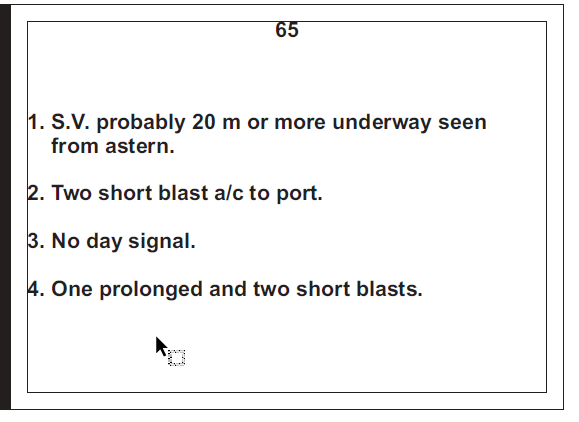 65
1. S.V. probably 20 m or more underway seen
from astern.
2. Two short blast a/c to port.
3. No day signal.
4. One prolonged and two short blasts.